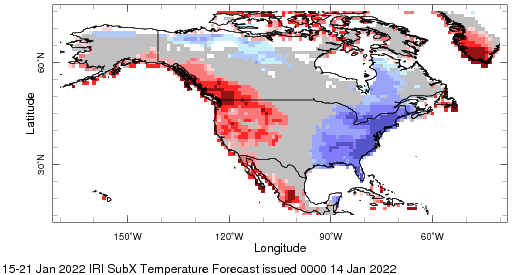 60°N
30°N
Latitude
150°W 120°W 90°W 60°W
Longitude
15-21 Jan 2022 IRI SubX Temperature Forecast issued 0000 14 Jan 2022